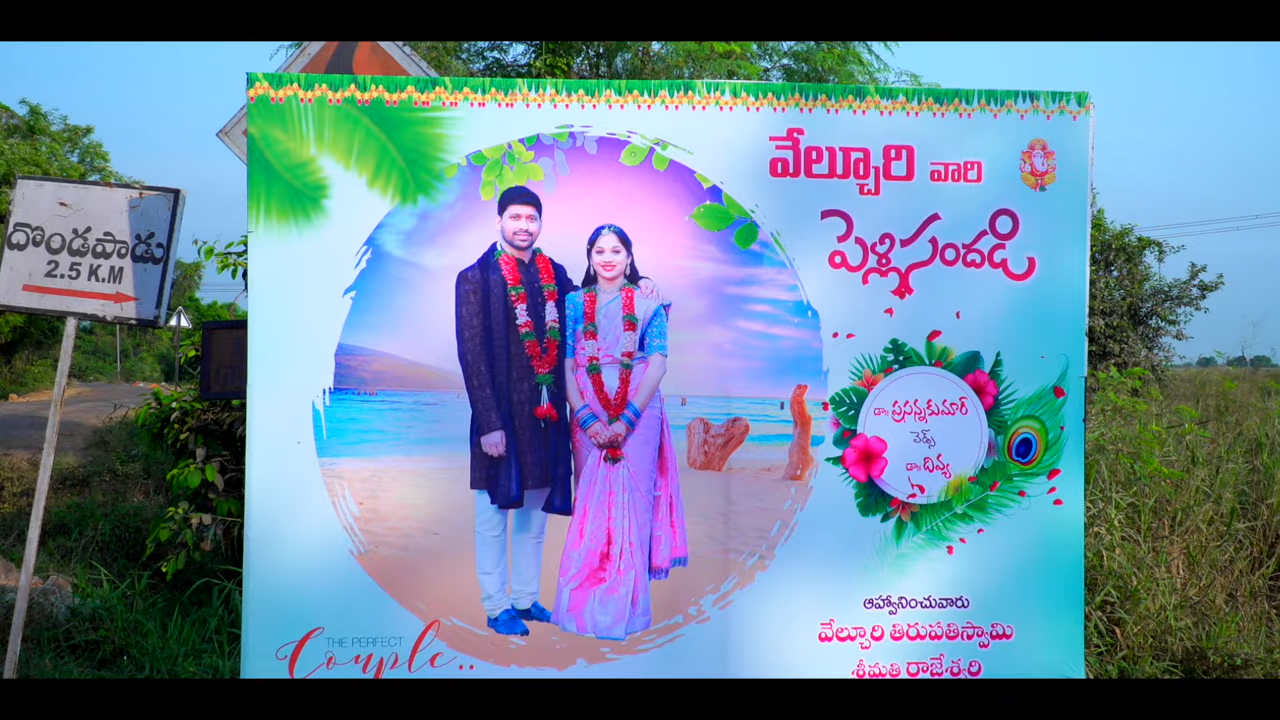 దొండపాడు
2.5 K.M
వేల్చూరి వారి
పెళ్లిసందడి
డా॥ ప్రసన్నకుమార్
వెడ్స్
డా॥ దివ్య
ఆహ్వానించువారు
వేల్చూరి తిరుపతిస్వామి
శ్రీమతి రాజేశ్వరి
THE PERFECT
Couple..